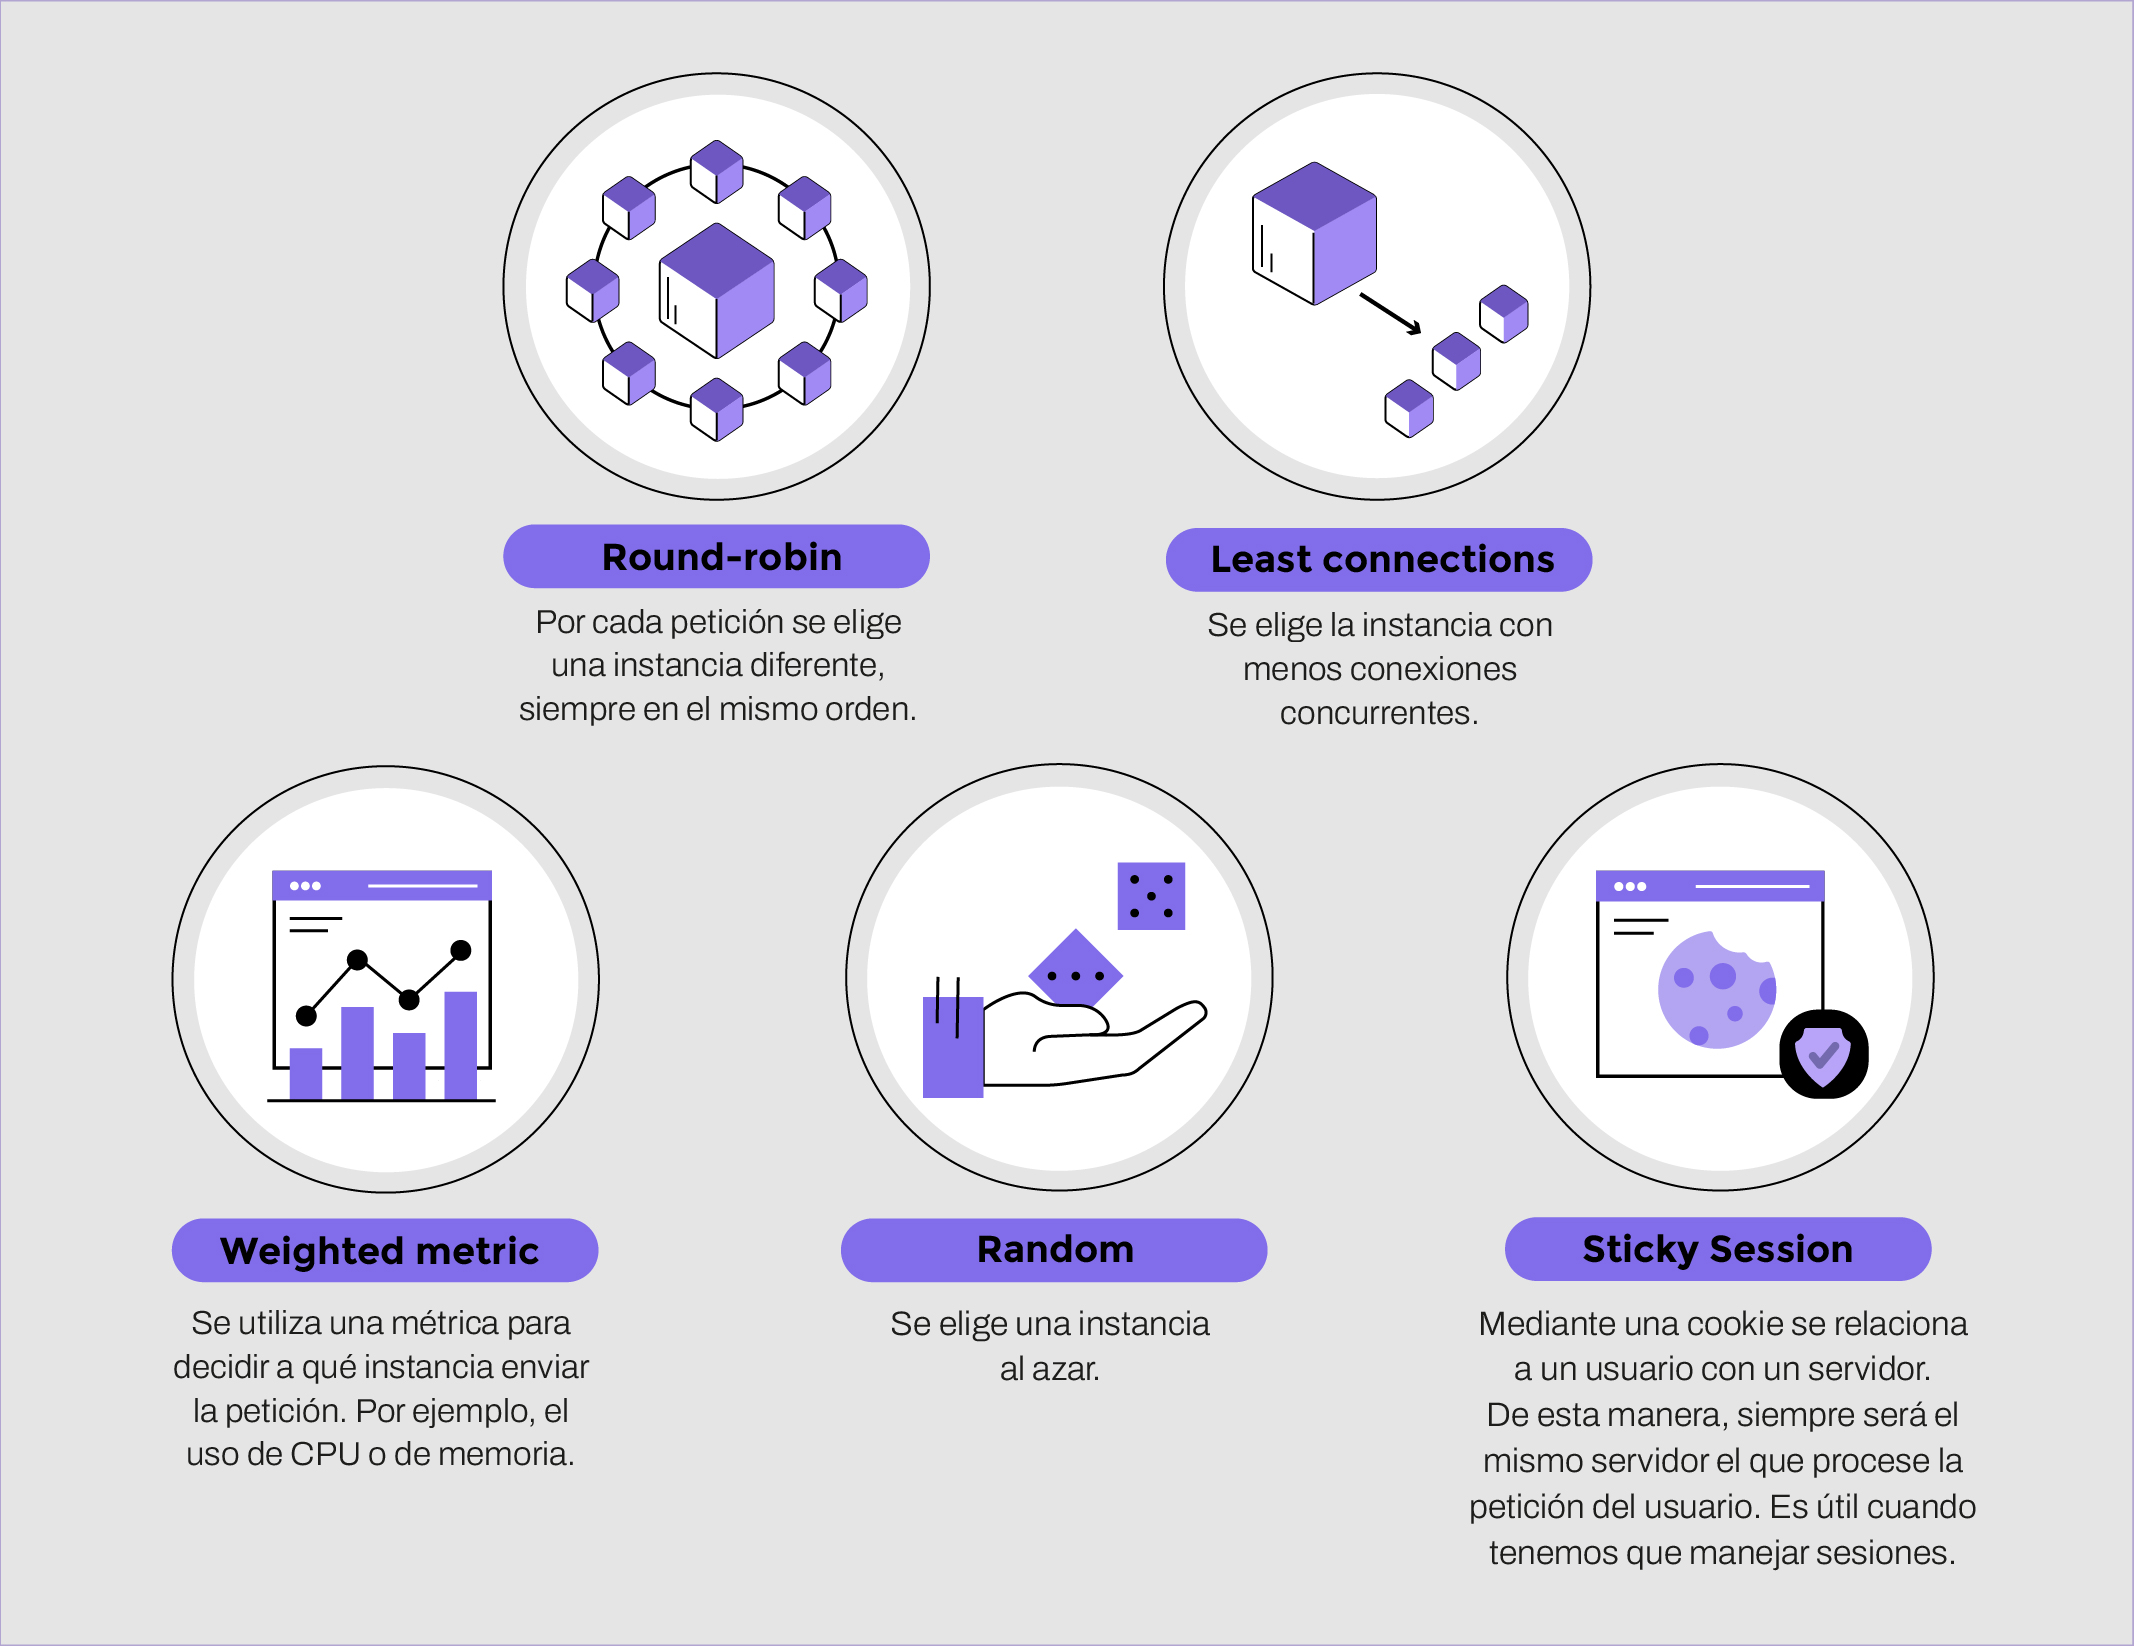 Round-robin
Por cada petición se elige
una instancia diferente,
siempre en el mismo orden.
Least connections
Se elige la instancia con
menos conexiones
concurrentes.
Weighted metric
Se utiliza una métrica para
decidir a qué instancia enviar
la petición. Por ejemplo, el
uso de CPU o de memoria.
Random
Se elige una instancia
al azar.
Sticky Session
Mediante una cookie se relaciona
a un usuario con un servidor.
De esta manera, siempre será el
mismo servidor el que procese la
petición del usuario. Es útil cuando
tenemos que manejar sesiones.